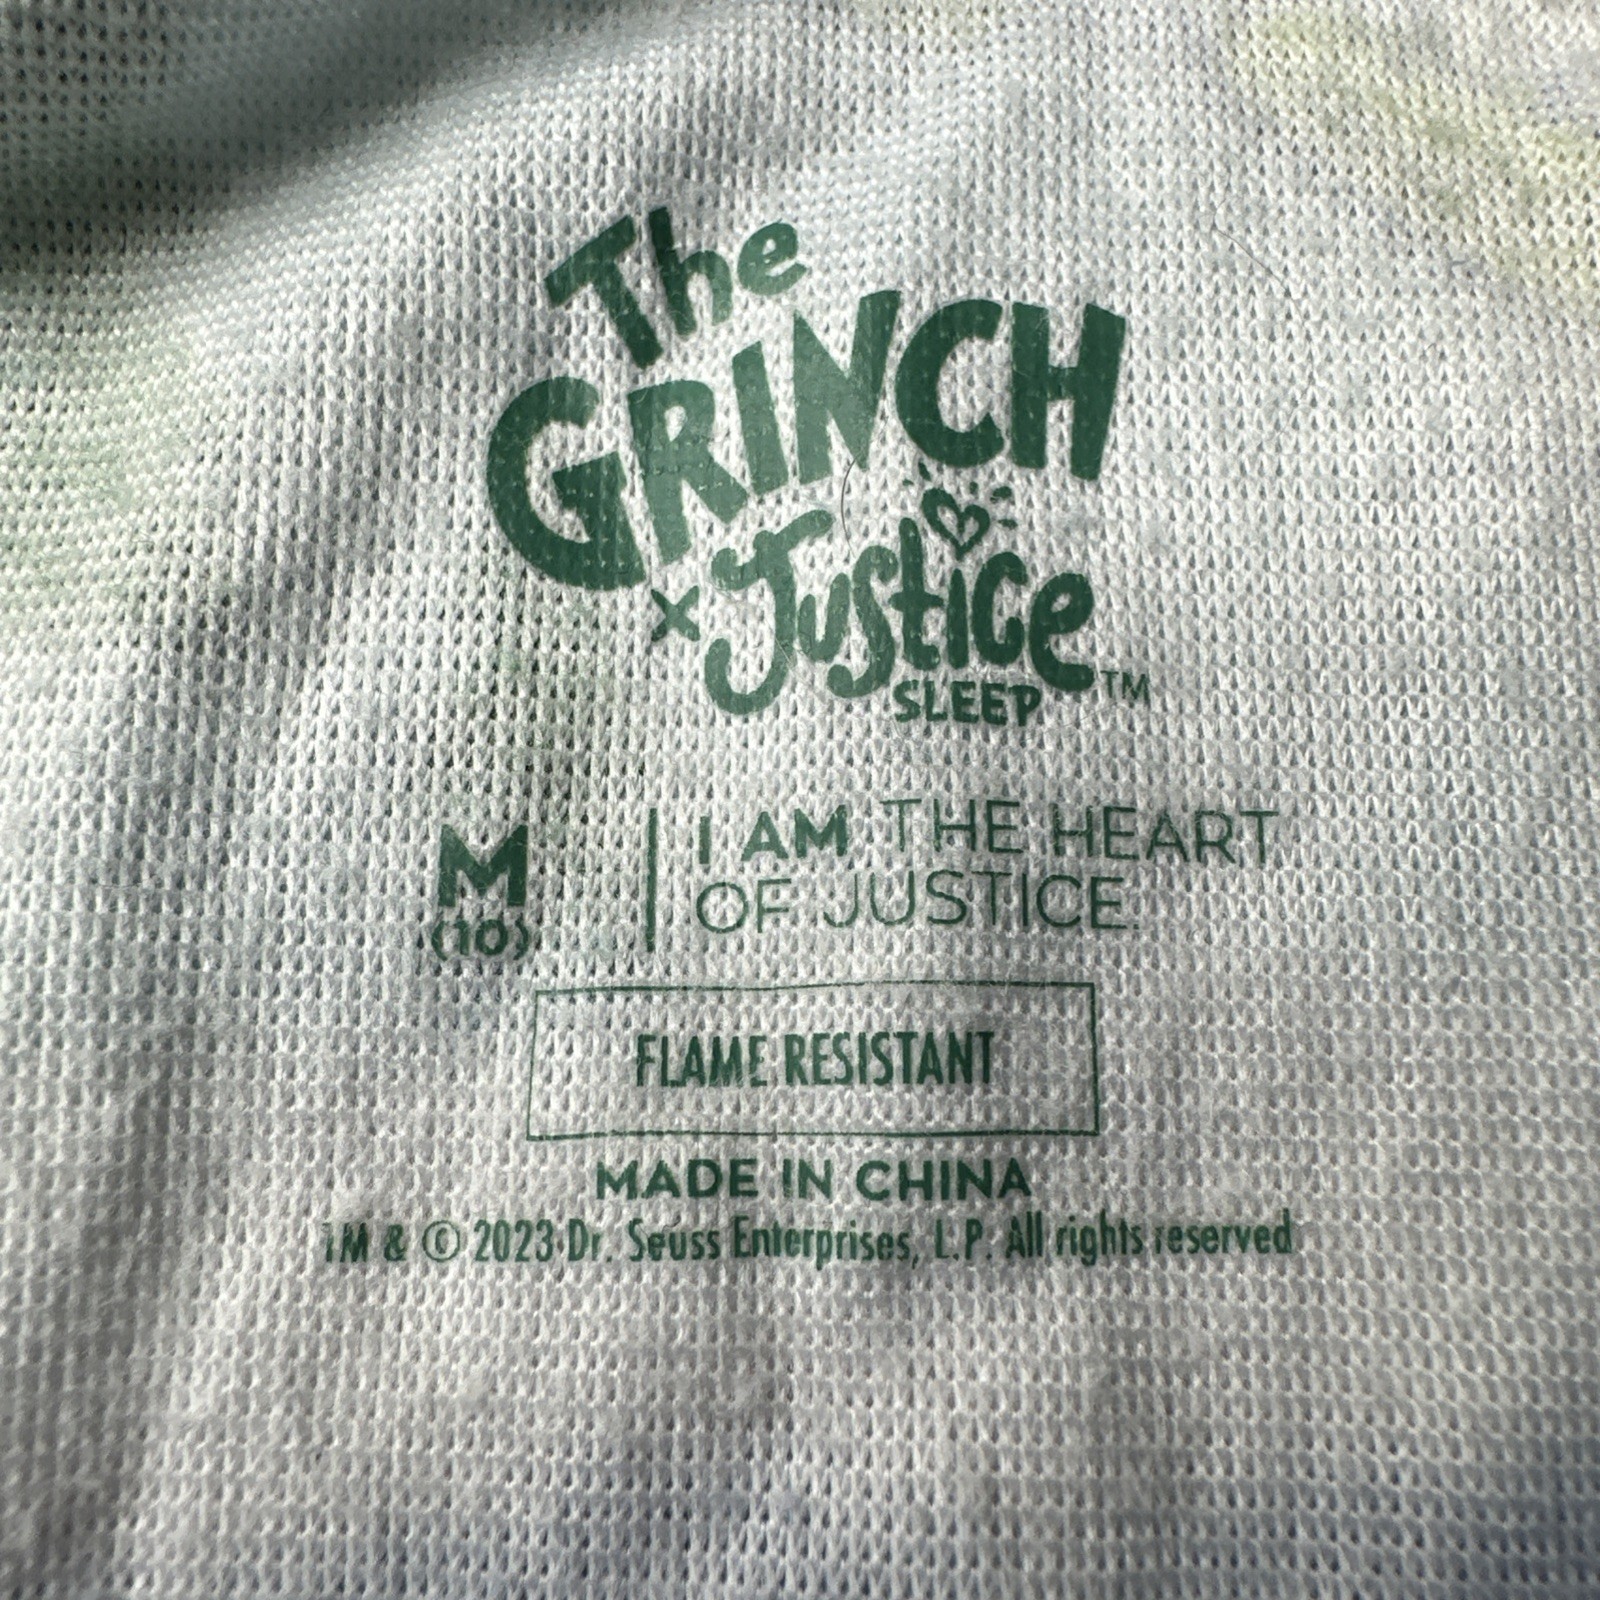 The
GRINCH
x Justice
SLEEP™
M
(10)
I AM THE HEART
OF JUSTICE.
FLAME RESISTANT
MADE IN CHINA
TM & © 2023 Dr. Seuss Enterprises, L.P. All rights reserved